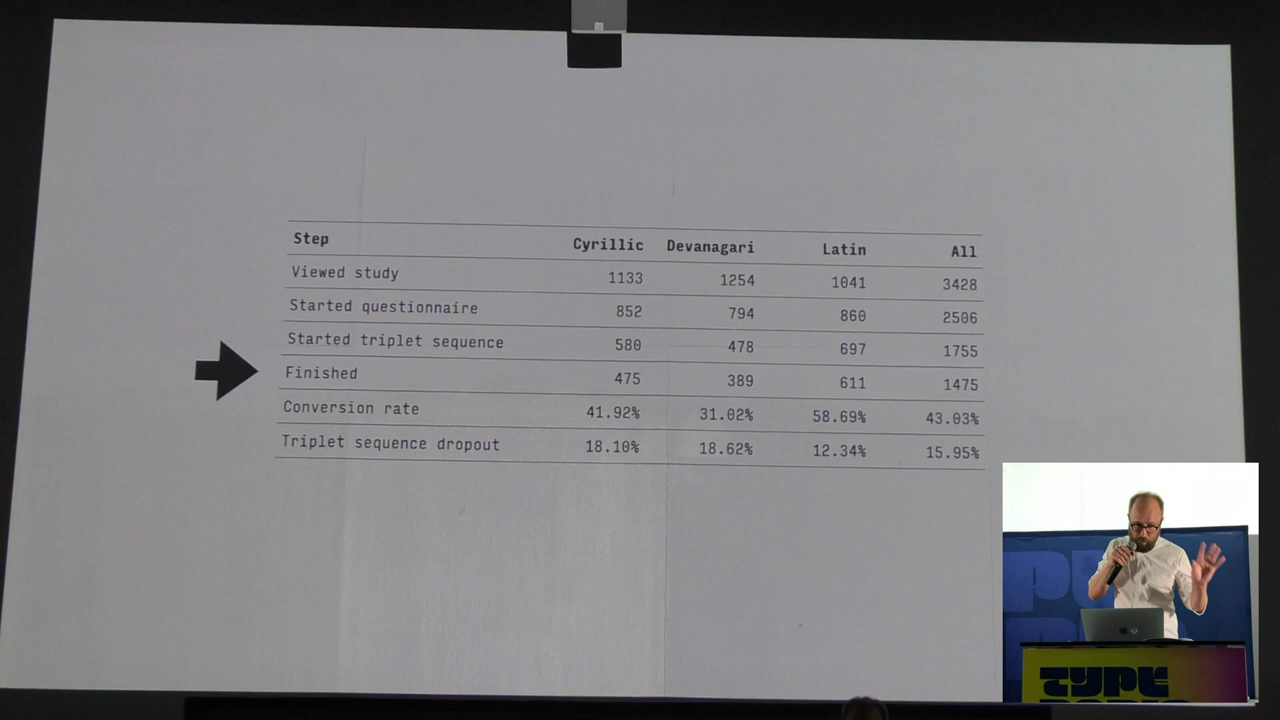 Step Cyrillic Devanagari Latin All
Viewed study 1133 1254 1041 3428
Started questionnaire 852 794 860 2506
Started triplet sequence 580 478 697 1755
Finished 475 389 611 1475
Conversion rate 41.92% 31.02% 58.69% 43.03%
Triplet sequence dropout 18.10% 18.62% 12.34% 15.95%
TYPE